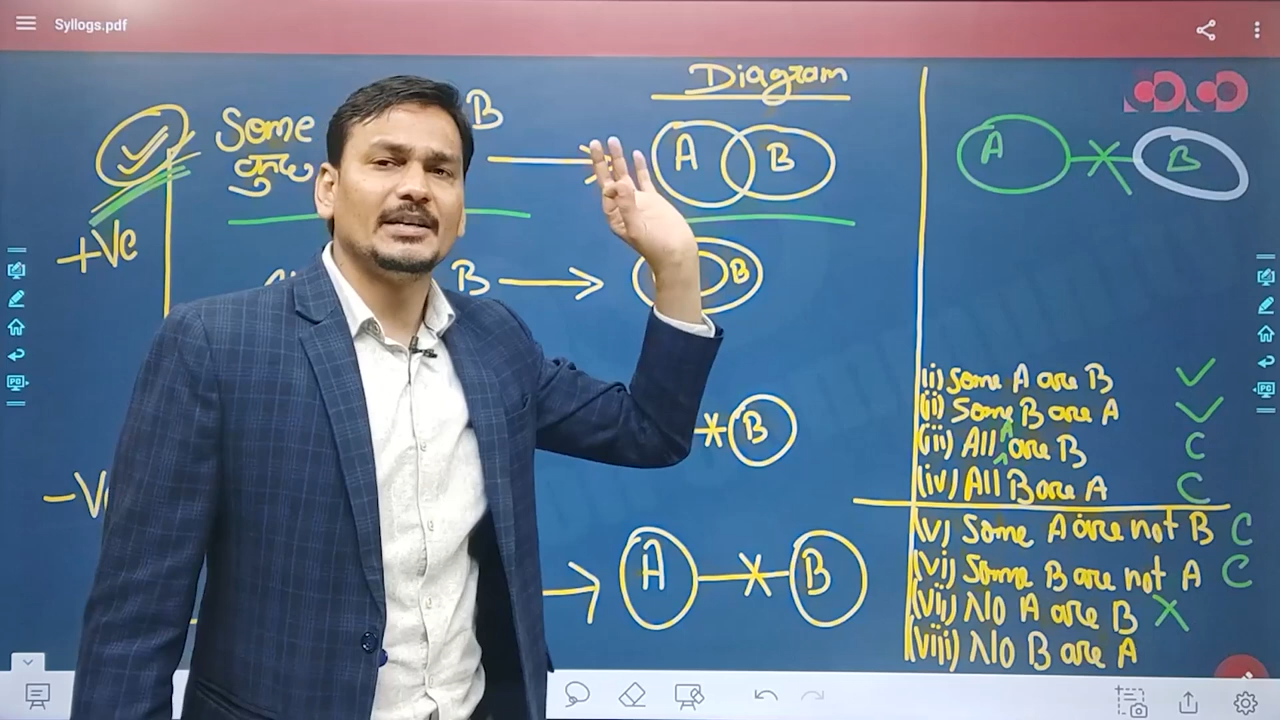 Syllogs.pdf
Diagram
Some B
कुछ
A B
A B
+Ve
B
B
B
-V
A B
(i) Some A are B ✓
(ii) Some B are A ✓
(iii) All A are B C
(iv) All B are A C
(v) Some A are not B C
(vi) Some B are not A C
(vii) No A are B X
(viii) No B are A